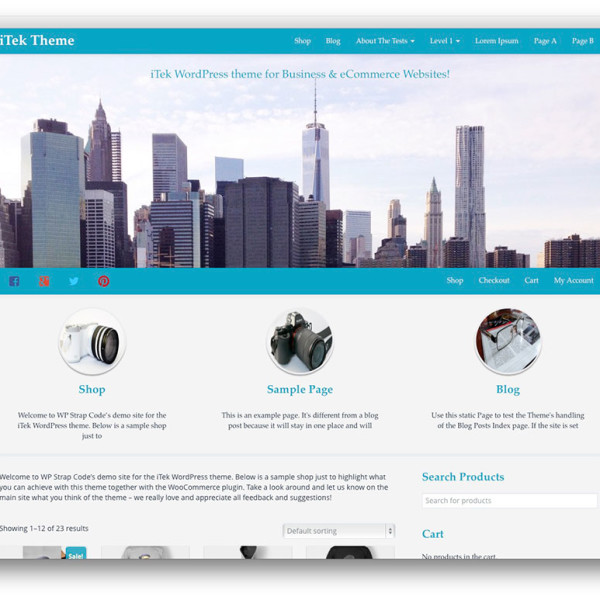 iTek Theme
Shop Blog About The Tests Level 1 Lorem Ipsum Page A Page B
iTek WordPress theme for Business & eCommerce Websites!
Shop Checkout Cart My Account
Shop
Welcome to WP Strap Code's demo site for the
iTek WordPress theme. Below is a sample shop
just to
Sample Page
This is an example page. It's different from a blog
post because it will stay in one place and will
Blog
Use this static Page to test the Theme's handling
of the Blog Posts Index page. If the site is set
Welcome to WP Strap Code's demo site for the iTek WordPress theme. Below is a sample shop just to highlight what
you can achieve with this theme together with the WooCommerce plugin. Take a look around and let us know on the
main site what you think of the theme – we really love and appreciate all feedback and suggestions!
Showing 1–12 of 23 results
Default sorting
Sale!
Search Products
Search for products
Cart
No products in the cart.